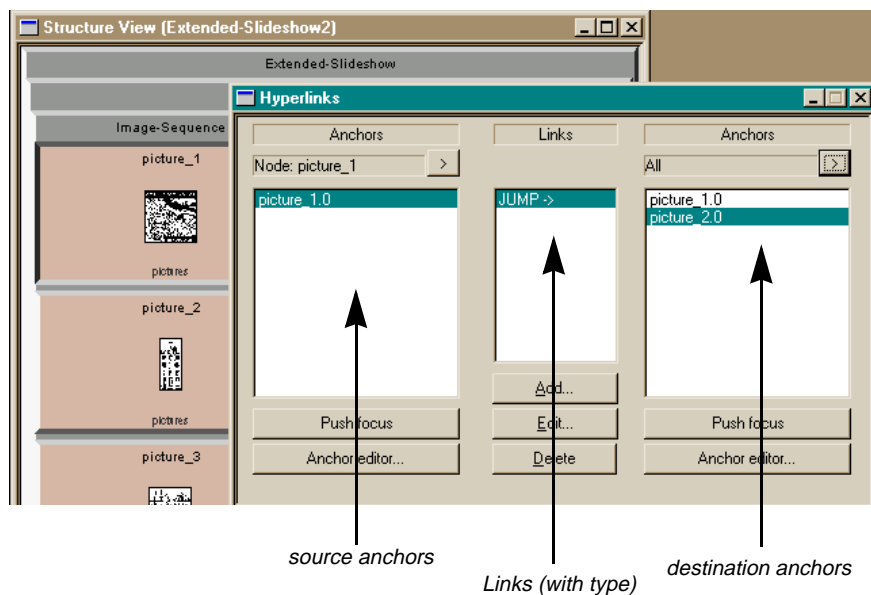 Structure View (Extended-Slideshow2)
Extended-Slideshow
Image-Sequence
picture_1
pictures
picture_2
pictures
picture_3
Hyperlinks
Anchors
Links
Anchors
Node: picture_1
>
All
>
picture_1.0
JUMP ->
picture_1.0
picture_2.0
Add...
Push focus
Edit...
Push focus
Anchor editor...
Delete
Anchor editor...
source anchors
Links (with type)
destination anchors